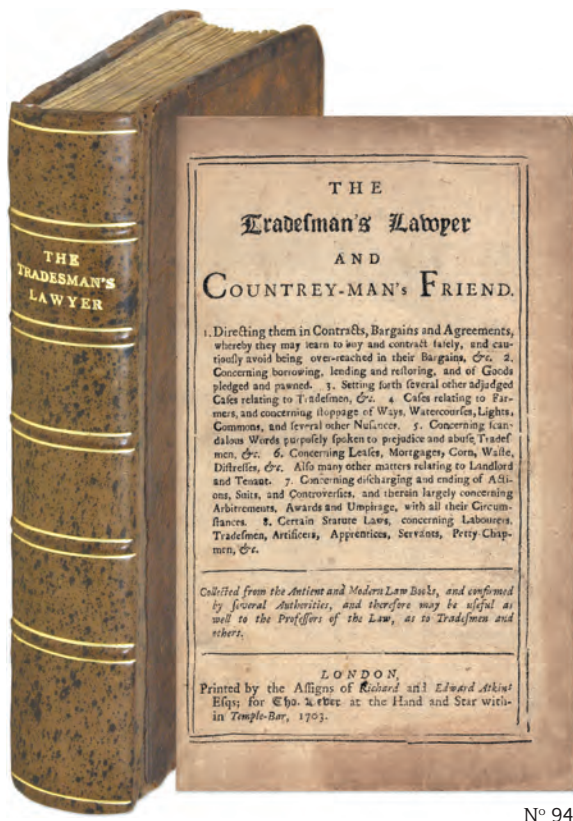 THE
TRADESMAN'S
LAWYER
THE
Tradeſman's Lawyer
AND
COUNTREY-MAN's FRIEND.
1. Directing them in Contracts, Bargains and Agreements,
whereby they may learn to buy and contract ſafely, and cau-
tiouſly avoid being over-reached in their Bargains, &c. 2.
Concerning borrowing, lending and reſtoring, and of Goods
pledged and pawned. 3. Setting forth ſeveral other adjudged
Caſes relating to Tradeſmen, &c. 4. Caſes relating to Far-
mers, and concerning ſtoppage of Ways, Watercourſes, Lights,
Commons, and ſeveral other Nuſances. 5. Concerning ſcan-
dalous Words purpoſely ſpoken to prejudice and abuſe Tradeſ
men, &c. 6. Concerning Leaſes, Mortgages, Corn, Waſte,
Diſtreſſes, &c. Alſo many other matters relating to Landlord
and Tenant. 7. Concerning diſcharging and ending of Acti-
ons, Suits, and Controverſies, and therein largely concerning
Arbitrements, Awards and Umpirage, with all their Circum-
ſtances. 8. Certain Statute Laws, concerning Labourers,
Tradeſmen, Artificers, Apprentices, Servants, Petty Chap-
men, &c.
Collected from the Antient and Modern Law Books, and confirmed
by ſeveral Authorities, and therefore may be uſeful as
well to the Profeſſors of the Law, as to Tradeſmen and
others.
LONDON,
Printed by the Aſſigns of Richard and Edward Atkins
Eſqs; for Tho. at the Hand and Star with-
in Temple-Bar, 1703.
Nº 94